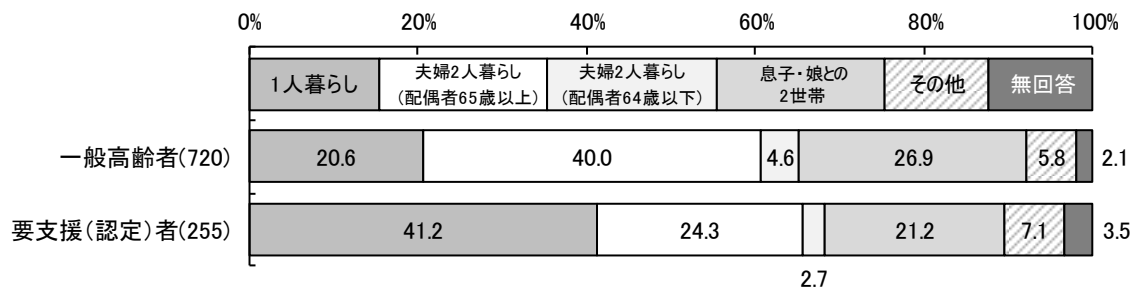 0% 20% 40% 60% 80% 100%
1人暮らし 夫婦2人暮らし(配偶者65歳以上) 夫婦2人暮らし(配偶者64歳以下) 息子・娘との2世帯 その他 無回答
一般高齢者(720) 20.6 40.0 4.6 26.9 5.8 2.1
要支援(認定)者(255) 41.2 24.3 21.2 7.1 3.5
2.7